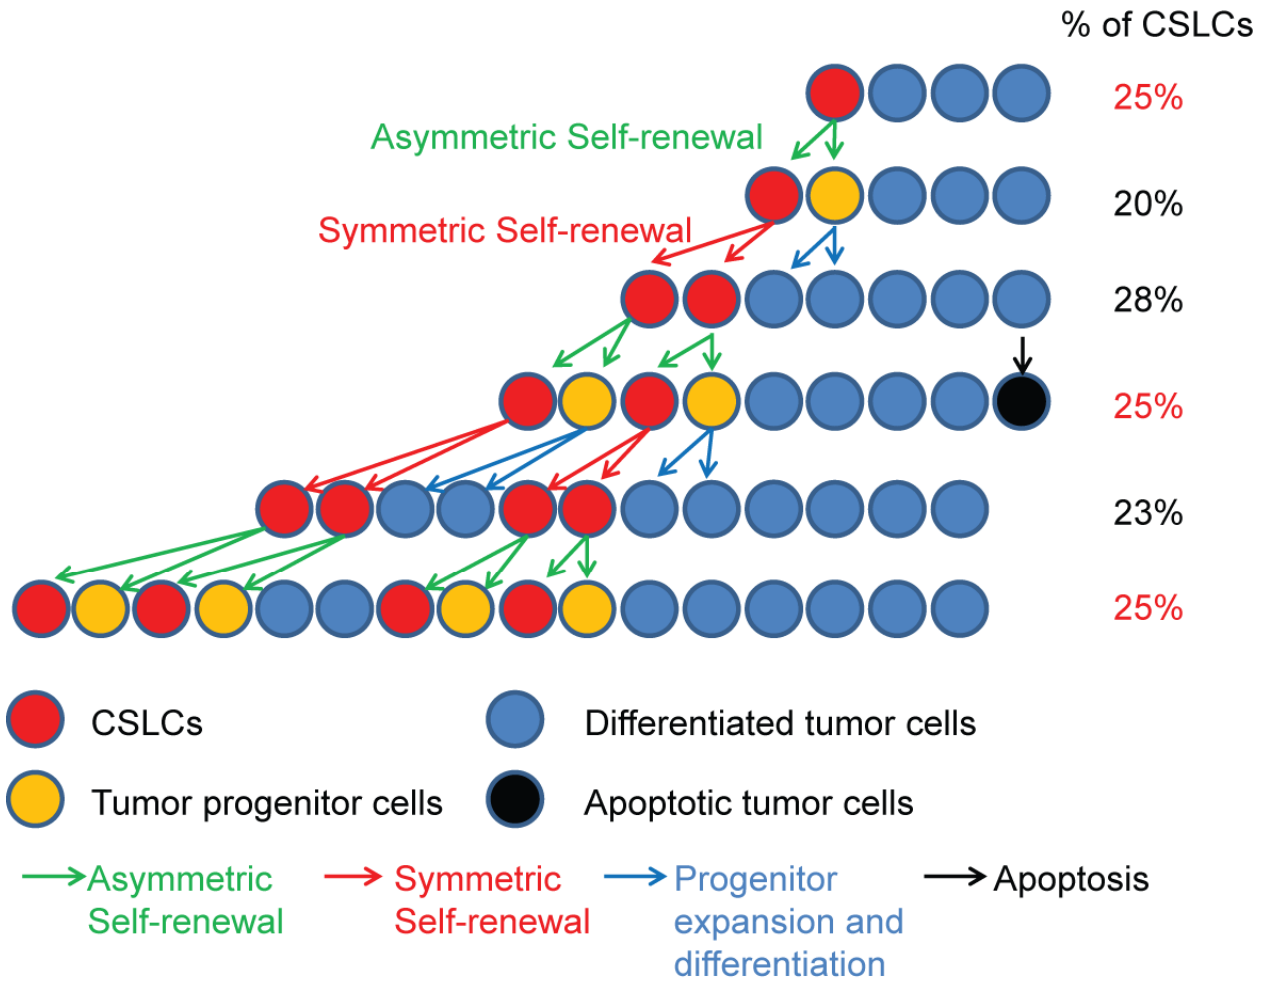 % of CSLCs
25%
Asymmetric Self-renewal
20%
Symmetric Self-renewal
28%
25%
23%
25%
CSLCs
Differentiated tumor cells
Tumor progenitor cells
Apoptotic tumor cells
Asymmetric
Self-renewal
Symmetric
Self-renewal
Progenitor
expansion and
differentiation
Apoptosis